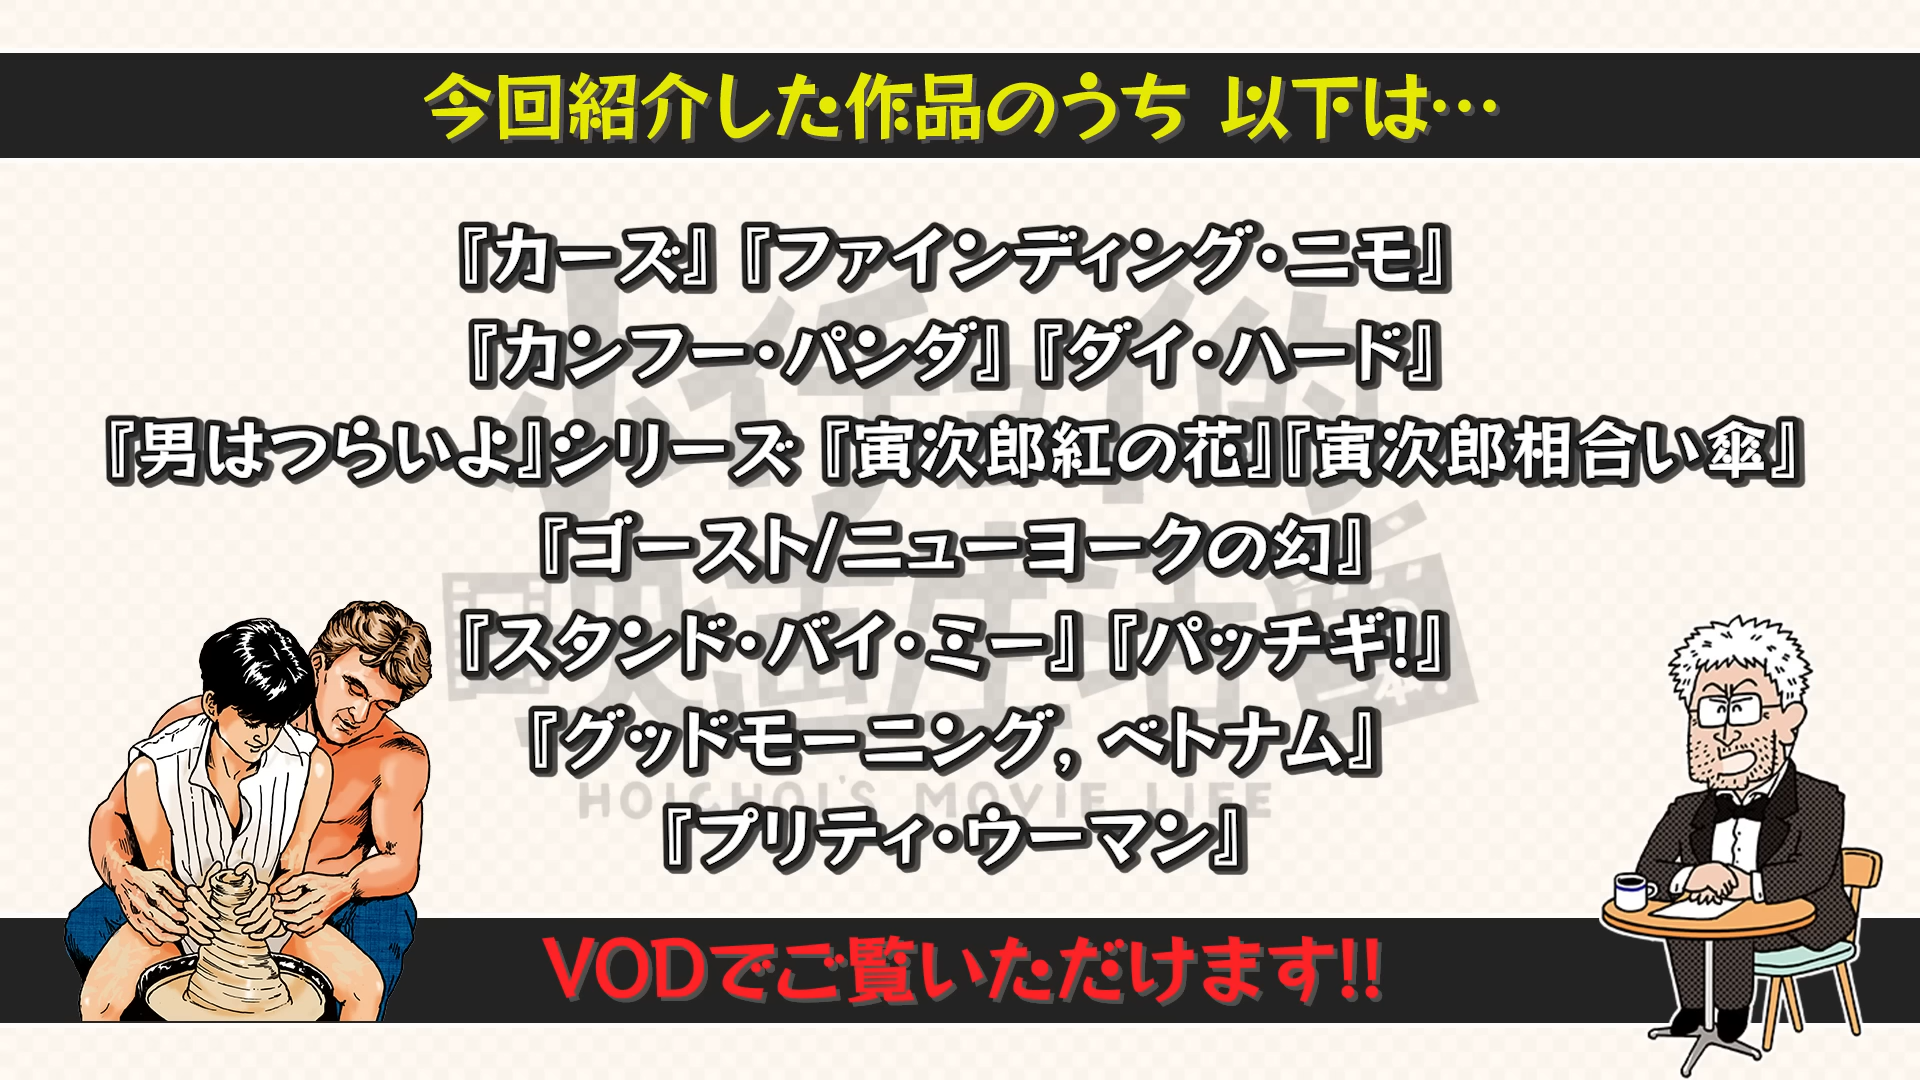 今回紹介した作品のうち 以下は…
『カーズ』『ファインディング・ニモ』
『カンフー・パンダ』『ダイ・ハード』
『男はつらいよ』シリーズ『寅次郎紅の花』『寅次郎相合い傘』
『ゴースト/ニューヨークの幻』
『スタンド・バイ・ミー』『パッチギ!』
『グッドモーニング, ベトナム』
HOICHOI'S MOVIE LIFE
『プリティ・ウーマン』
VODでご覧いただけます!!